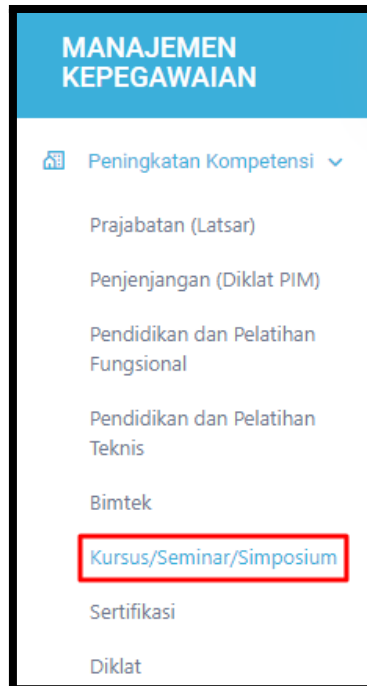 MANAJEMEN
KEPEGAWAIAN
Peningkatan Kompetensi
Prajabatan (Latsar)
Penjenjangan (Diklat PIM)
Pendidikan dan Pelatihan
Fungsional
Pendidikan dan Pelatihan
Teknis
Bimtek
Kursus/Seminar/Simposium
Sertifikasi
Diklat